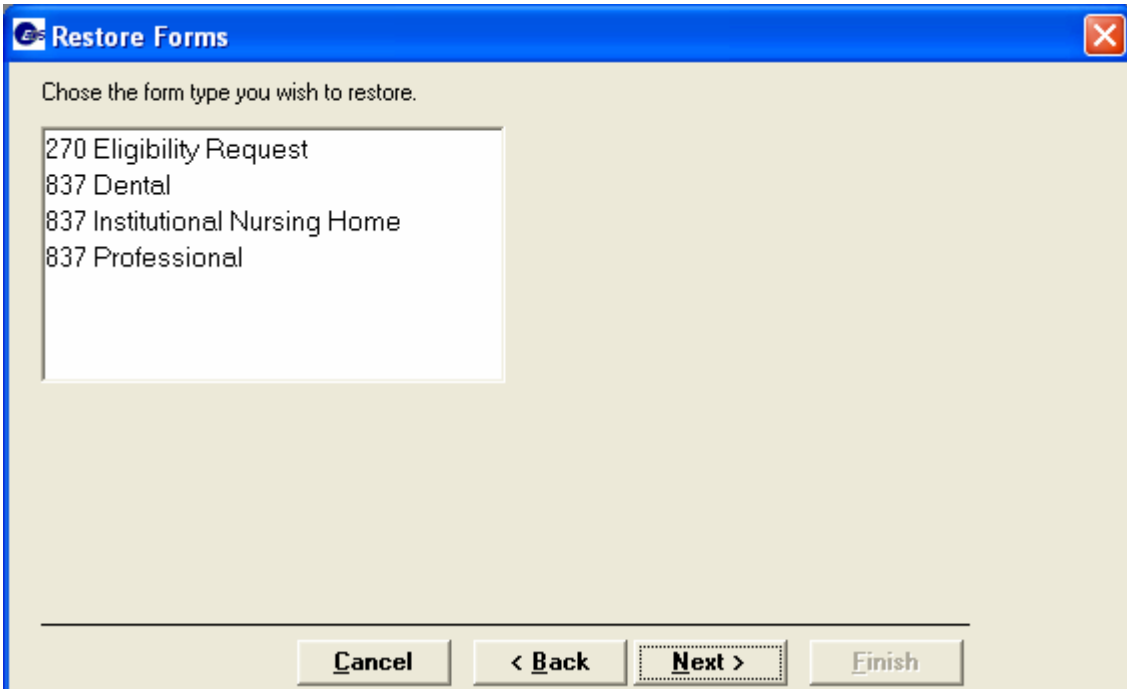 Restore Forms
Chose the form type you wish to restore.
270 Eligibility Request
837 Dental
837 Institutional Nursing Home
837 Professional
Cancel < Back Next > Finish